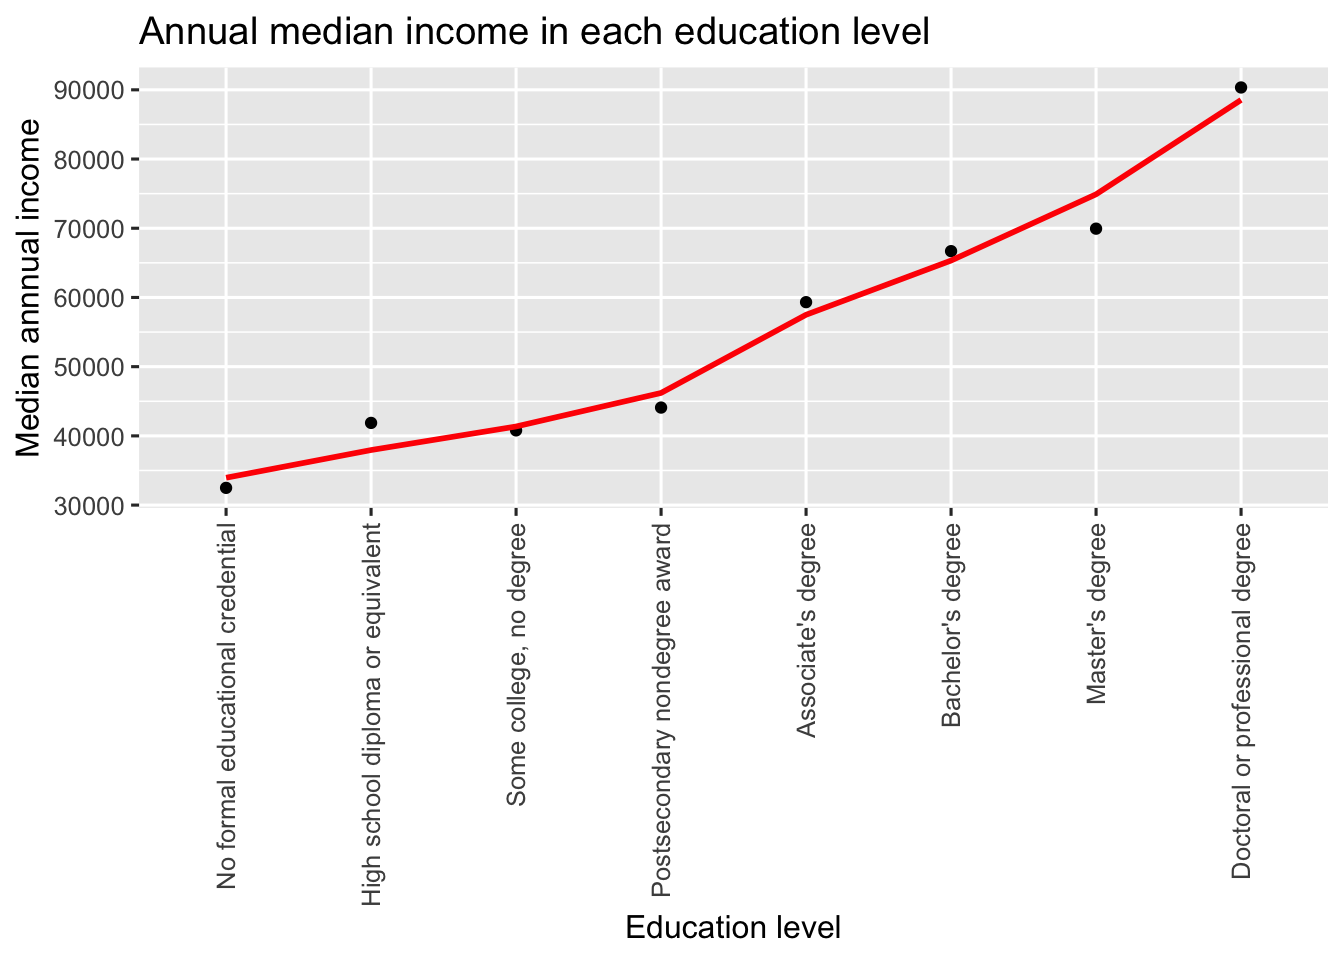 Annual median income in each education level
Median annual income
90000
80000
70000
60000
50000
40000
30000
No formal educational credential
High school diploma or equivalent
Some college, no degree
Postsecondary nondegree award
Associate's degree
Bachelor's degree
Master's degree
Doctoral or professional degree
Education level